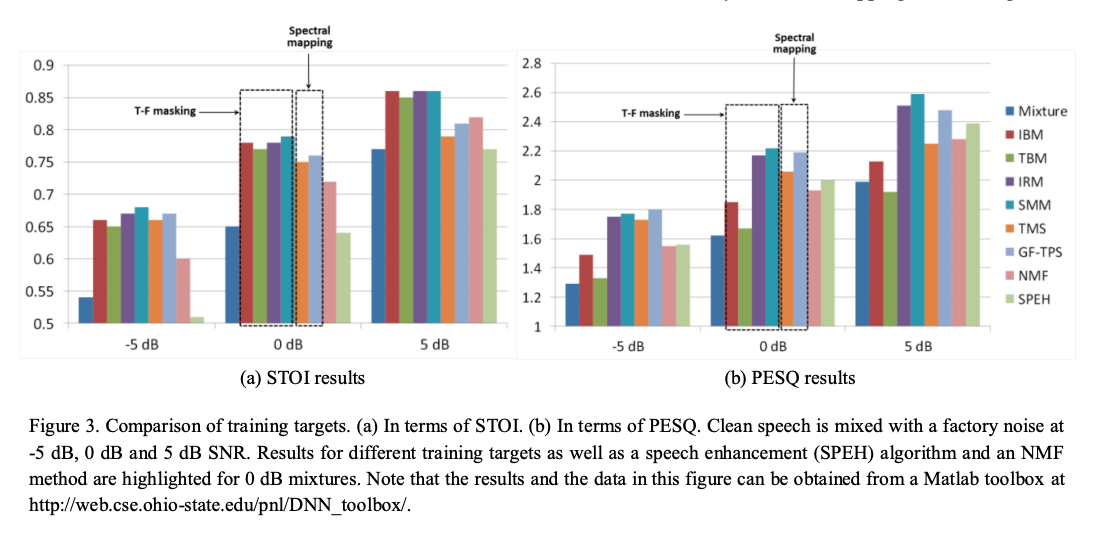 Spectral
mapping
T-F masking
0.9
0.85
0.8
0.75
0.7
0.65
0.6
0.55
0.5
-5 dB
0 dB
5 dB
(a) STOI results
Spectral
mapping
T-F masking
2.8
2.6
2.4
2.2
2
1.8
1.6
1.4
1.2
1
-5 dB
0 dB
5 dB
Mixture
IBM
TBM
IRM
SMM
TMS
GF-TPS
NMF
SPEH
(b) PESQ results
Figure 3. Comparison of training targets. (a) In terms of STOI. (b) In terms of PESQ. Clean speech is mixed with a factory noise at
-5 dB, 0 dB and 5 dB SNR. Results for different training targets as well as a speech enhancement (SPEH) algorithm and an NMF
method are highlighted for 0 dB mixtures. Note that the results and the data in this figure can be obtained from a Matlab toolbox at
http://web.cse.ohio-state.edu/pnl/DNN_toolbox/.